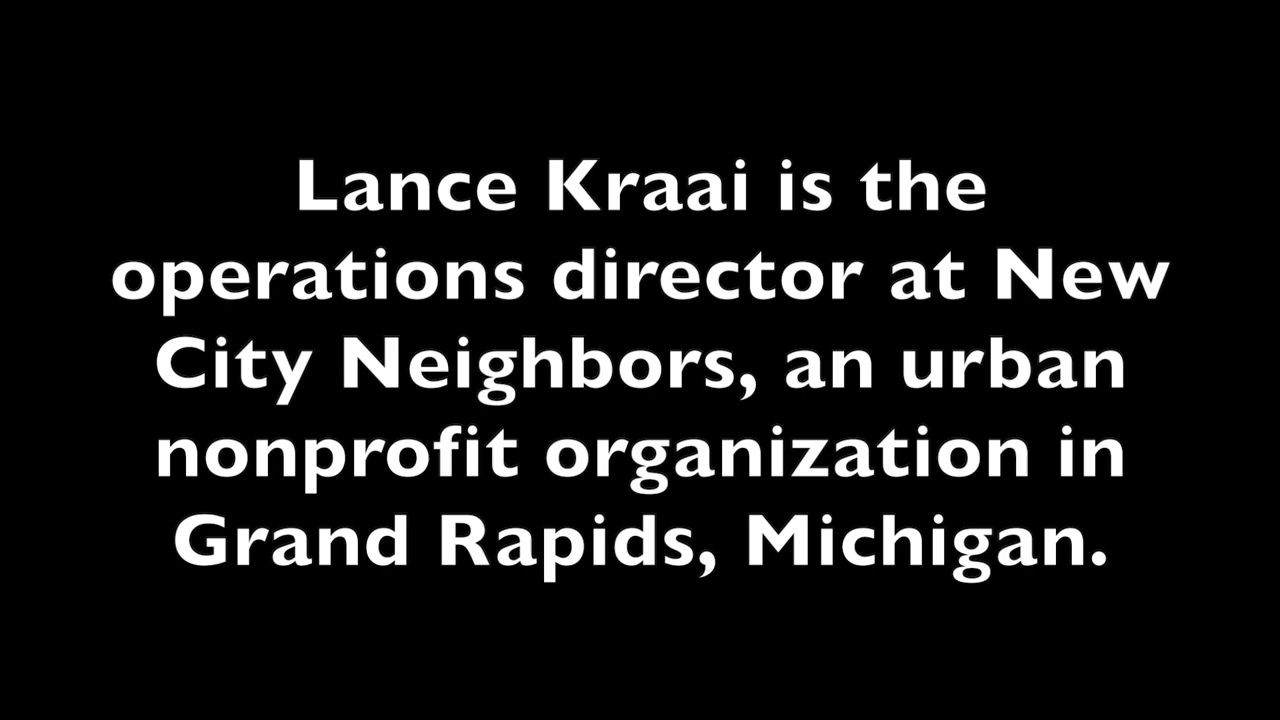 Lance Kraai is the
operations director at New
City Neighbors, an urban
nonprofit organization in
Grand Rapids, Michigan.